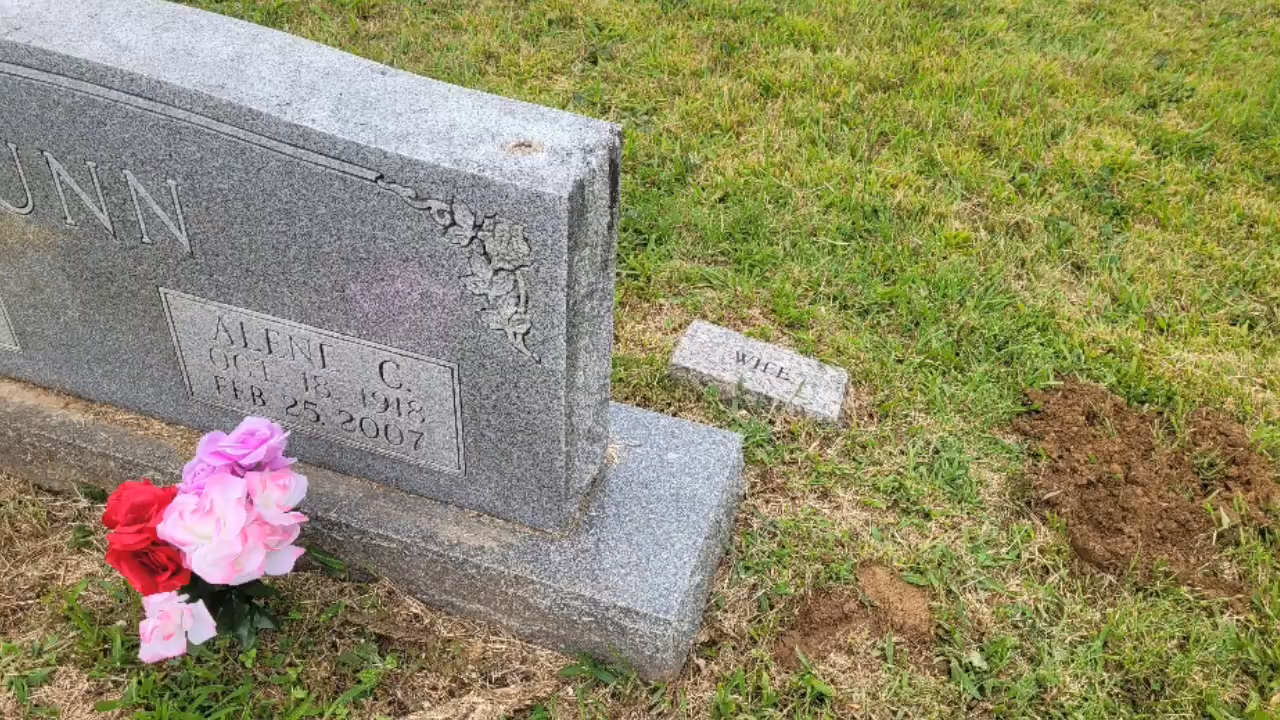 UNN
ALENE C.
OCT. 18, 1918
FEB. 25, 2007
WIFE